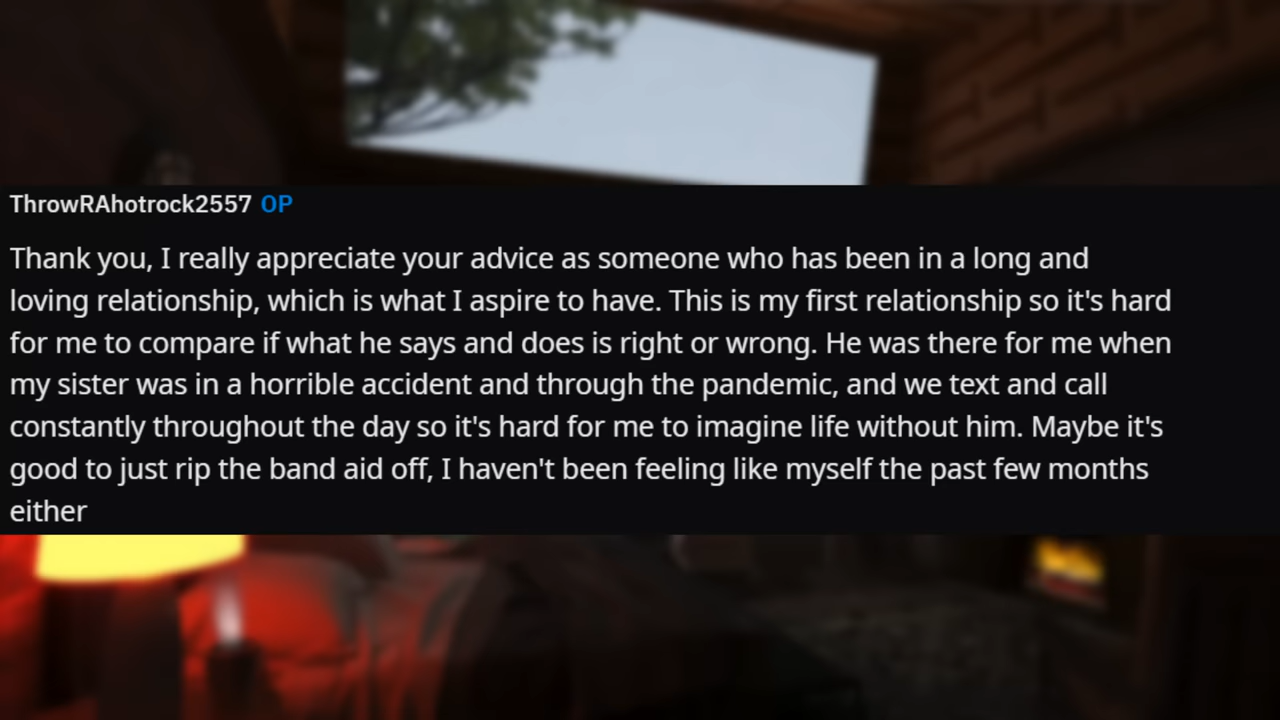 ThrowRAhotrock2557 OP
Thank you, I really appreciate your advice as someone who has been in a long and
loving relationship, which is what I aspire to have. This is my first relationship so it's hard
for me to compare if what he says and does is right or wrong. He was there for me when
my sister was in a horrible accident and through the pandemic, and we text and call
constantly throughout the day so it's hard for me to imagine life without him. Maybe it's
good to just rip the band aid off, I haven't been feeling like myself the past few months
either